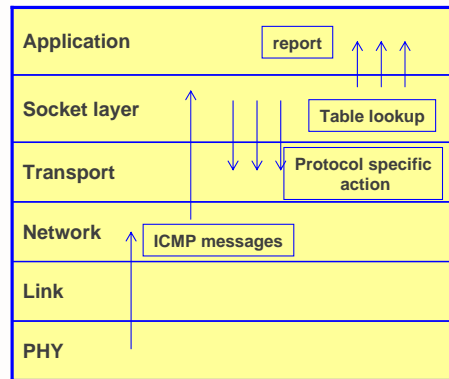 Application
report
Socket layer
Table lookup
Transport
Protocol specific
action
Network
ICMP messages
Link
PHY